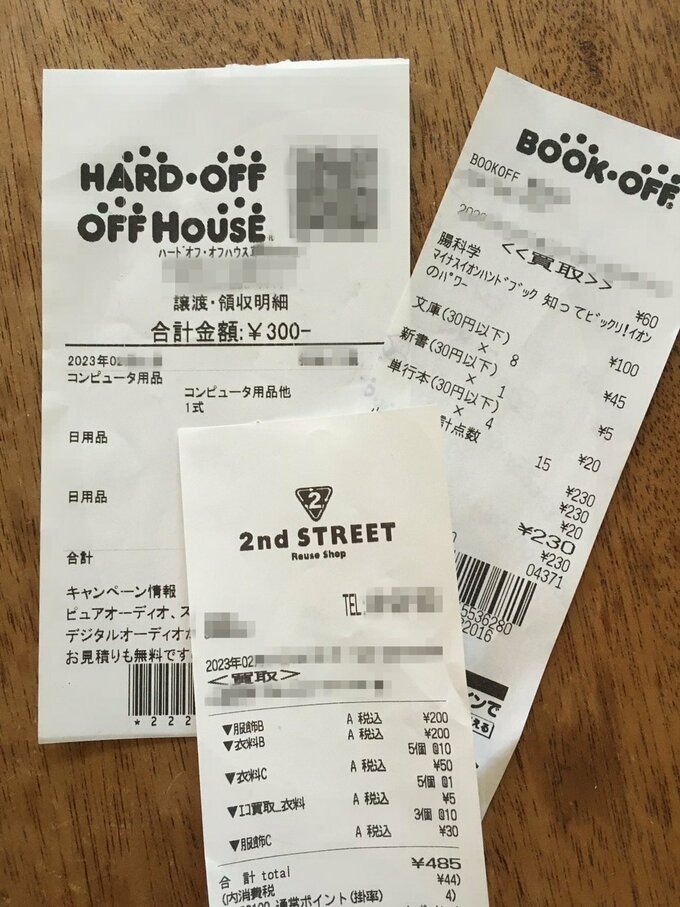 HARD・OFF
OFF HOUSE
ハードオフ・オフハウス
譲渡・領収明細
合計金額:¥300-
2023年02
コンピュータ用品
コンピュータ用品他
1式
日用品
日用品
合計
キャンペーン情報
ピュアオーディオ、ス
デジタルオーディオ
お見積りも無料です
*222
BOOK・OFF
BOOKOFF
<<買取>>
腸科学 ¥60
マイナスイオンハンドブック 知ってビックリ!イオン
のパワー
¥100
文庫(30円以下)
× 8 ¥45
新書(30円以下)
× 1 ¥5
単行本(30円以下)
× 4 ¥20
計点数
15 ¥230
¥230
¥20
¥230
¥230
04371
5536280
2016
2
2nd STREET
Reuse Shop
TEL
2023年02
<買取>
▼服飾B A 税込 ¥200
▼衣料B A 税込 ¥200
5個 @10
▼衣料C A 税込 ¥50
5個 @1
▼エコ買取_衣料 A 税込 ¥5
3個 @10
▼服飾C A 税込 ¥30
合 計 total ¥485
(内消費税 ¥44)
通常ポイント(掛率) 4)